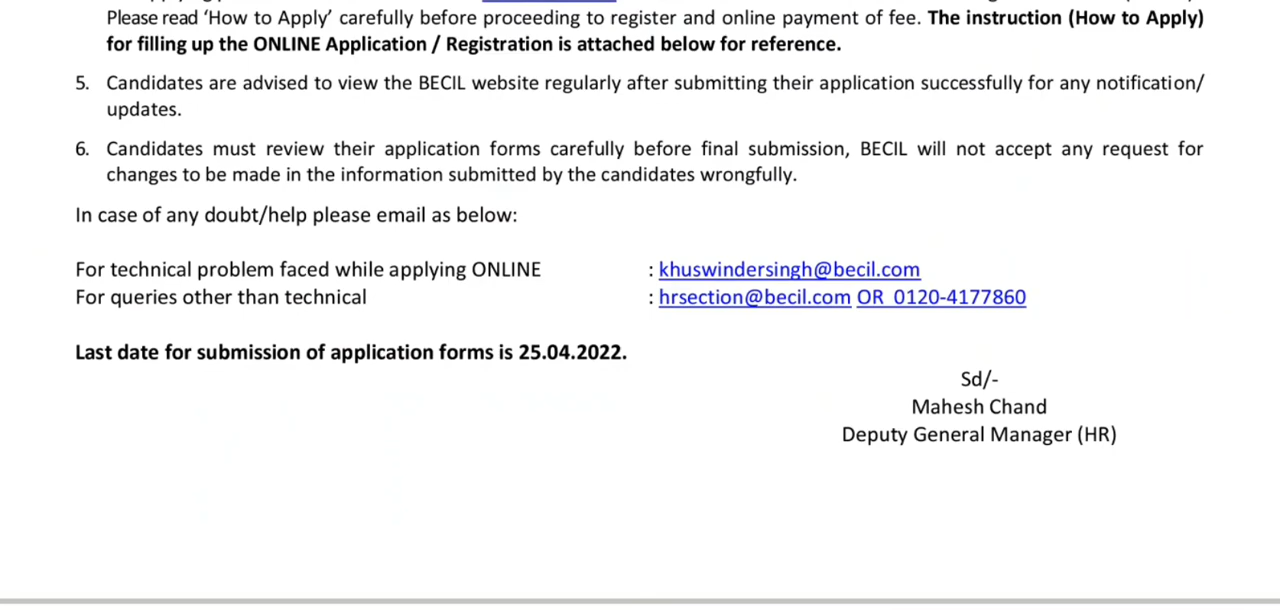 Please read ‘How to Apply’ carefully before proceeding to register and online payment of fee. The instruction (How to Apply)
for filling up the ONLINE Application / Registration is attached below for reference.
5. Candidates are advised to view the BECIL website regularly after submitting their application successfully for any notification/
updates.
6. Candidates must review their application forms carefully before final submission, BECIL will not accept any request for
changes to be made in the information submitted by the candidates wrongfully.
In case of any doubt/help please email as below:
For technical problem faced while applying ONLINE : khuswindersingh@becil.com
For queries other than technical : hrsection@becil.com OR 0120-4177860
Last date for submission of application forms is 25.04.2022.
Sd/-
Mahesh Chand
Deputy General Manager (HR)